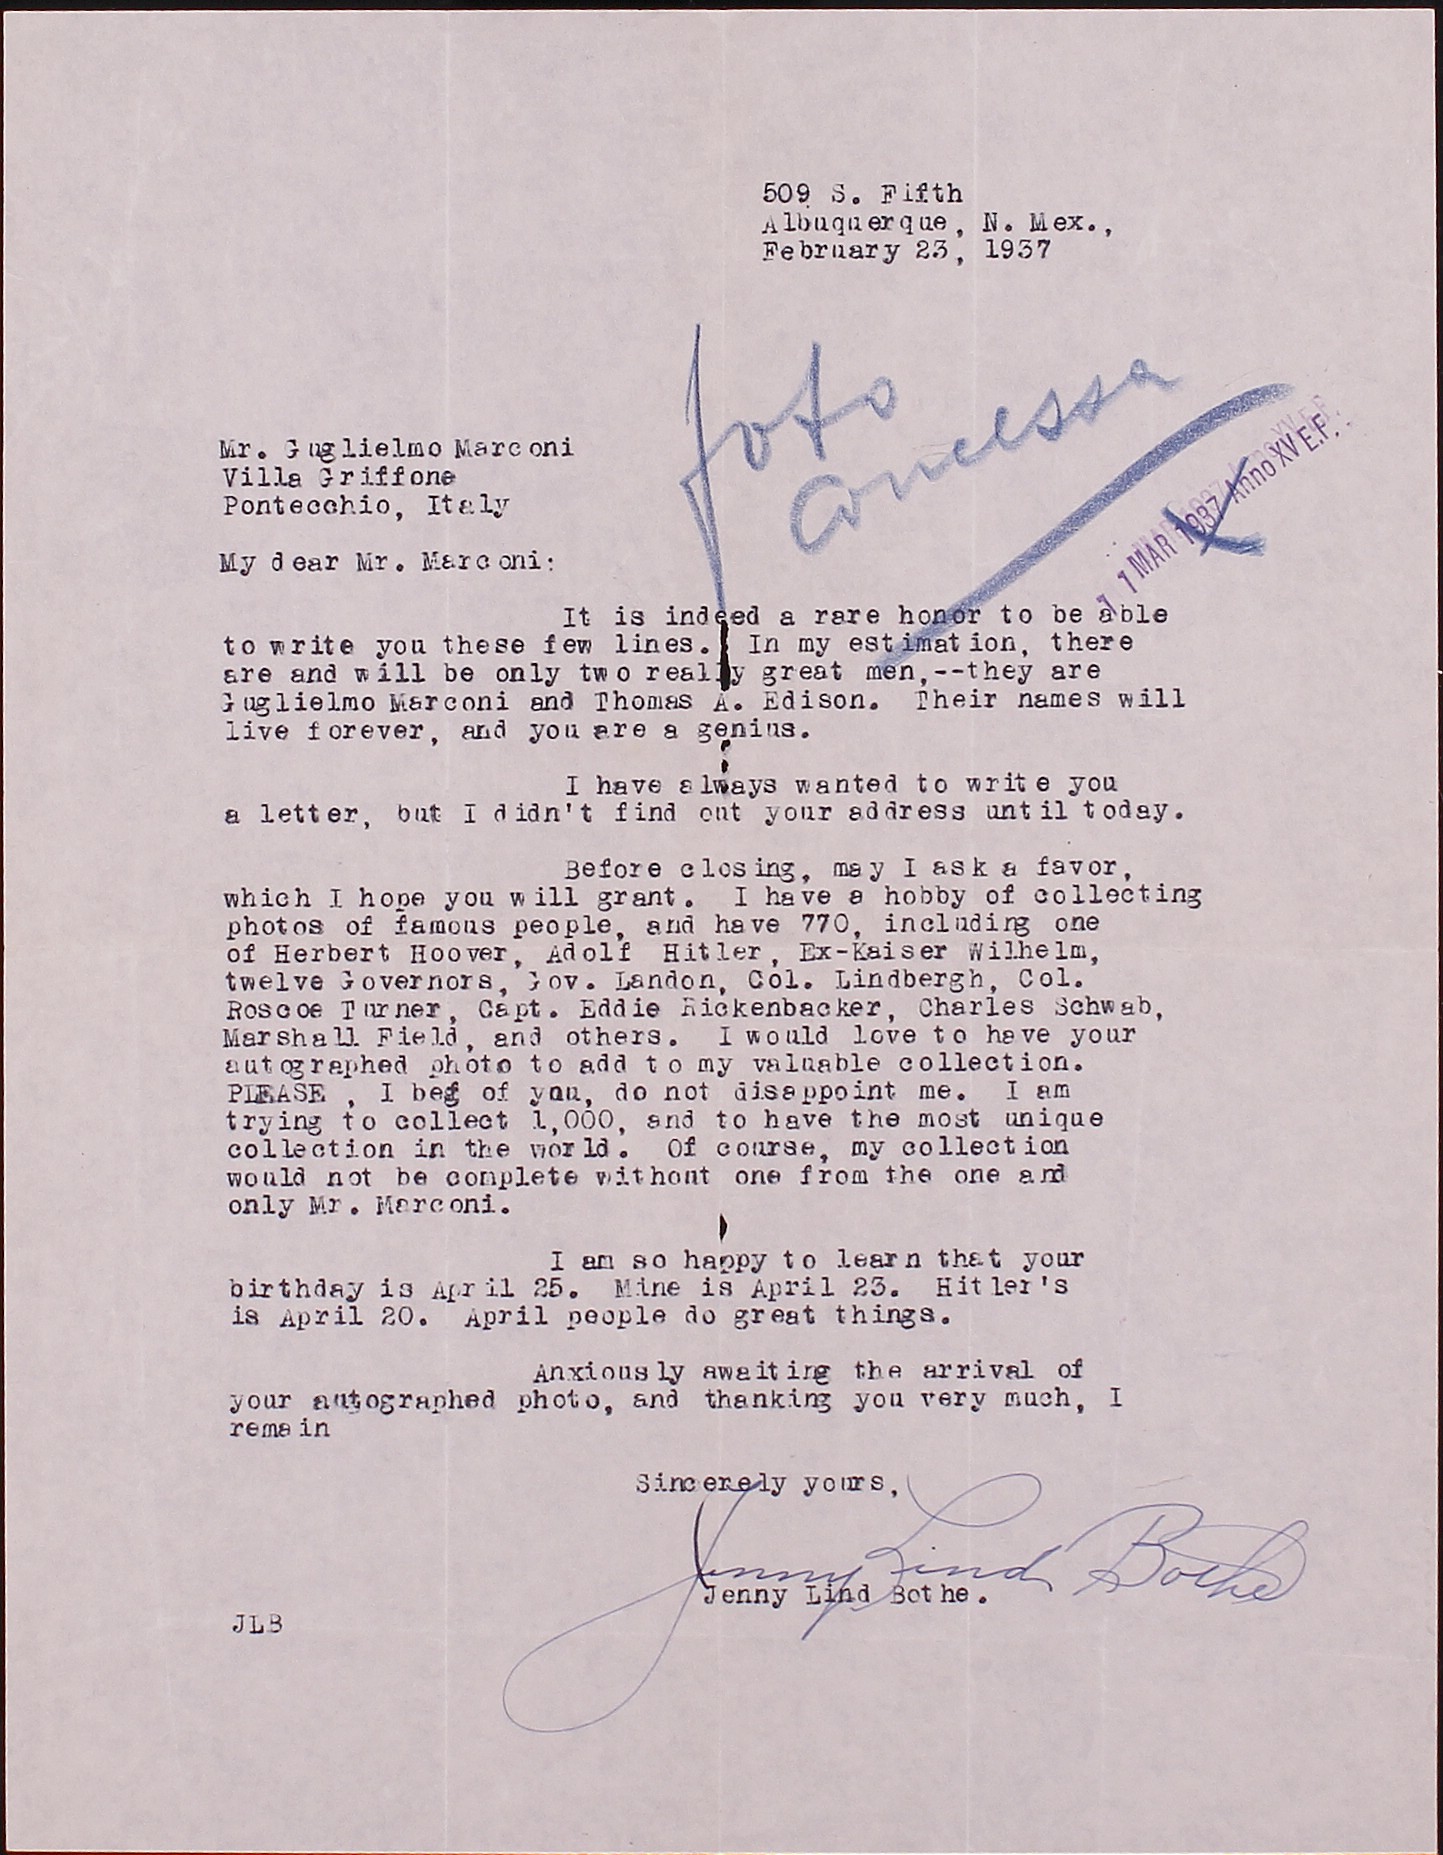 509 S. Fifth
Albuquerque, N. Mex.,
February 23, 1937
foto
concessa
11 MAR 1937 Anno XV E.F.
Mr. Guglielmo Marconi
Villa Griffone
Pontecchio, Italy
My dear Mr. Marconi:
It is indeed a rare honor to be able
to write you these few lines. In my estimation, there
are and will be only two really great men,--they are
Guglielmo Marconi and Thomas A. Edison. Their names will
live forever, and you are a genius.
I have always wanted to write you
a letter, but I didn't find out your address until today.
Before closing, may I ask a favor,
which I hope you will grant. I have a hobby of collecting
photos of famous people, and have 770, including one
of Herbert Hoover, Adolf Hitler, Ex-Kaiser Wilhelm,
twelve Governors, Gov. Landon, Col. Lindbergh, Col.
Roscoe Turner, Capt. Eddie Rickenbacker, Charles Schwab,
Marshall Field, and others. I would love to have your
autographed photo to add to my valuable collection.
PLEASE , I beg of you, do not disappoint me. I am
trying to collect 1,000, and to have the most unique
collection in the world. Of course, my collection
would not be complete without one from the one and
only Mr. Marconi.
I am so happy to learn that your
birthday is April 25. Mine is April 23. Hitler's
is April 20. April people do great things.
Anxiously awaiting the arrival of
your autographed photo, and thanking you very much, I
remain
Sincerely yours,
Jenny Lind Bothe
Jenny Lind Bothe.
JLB